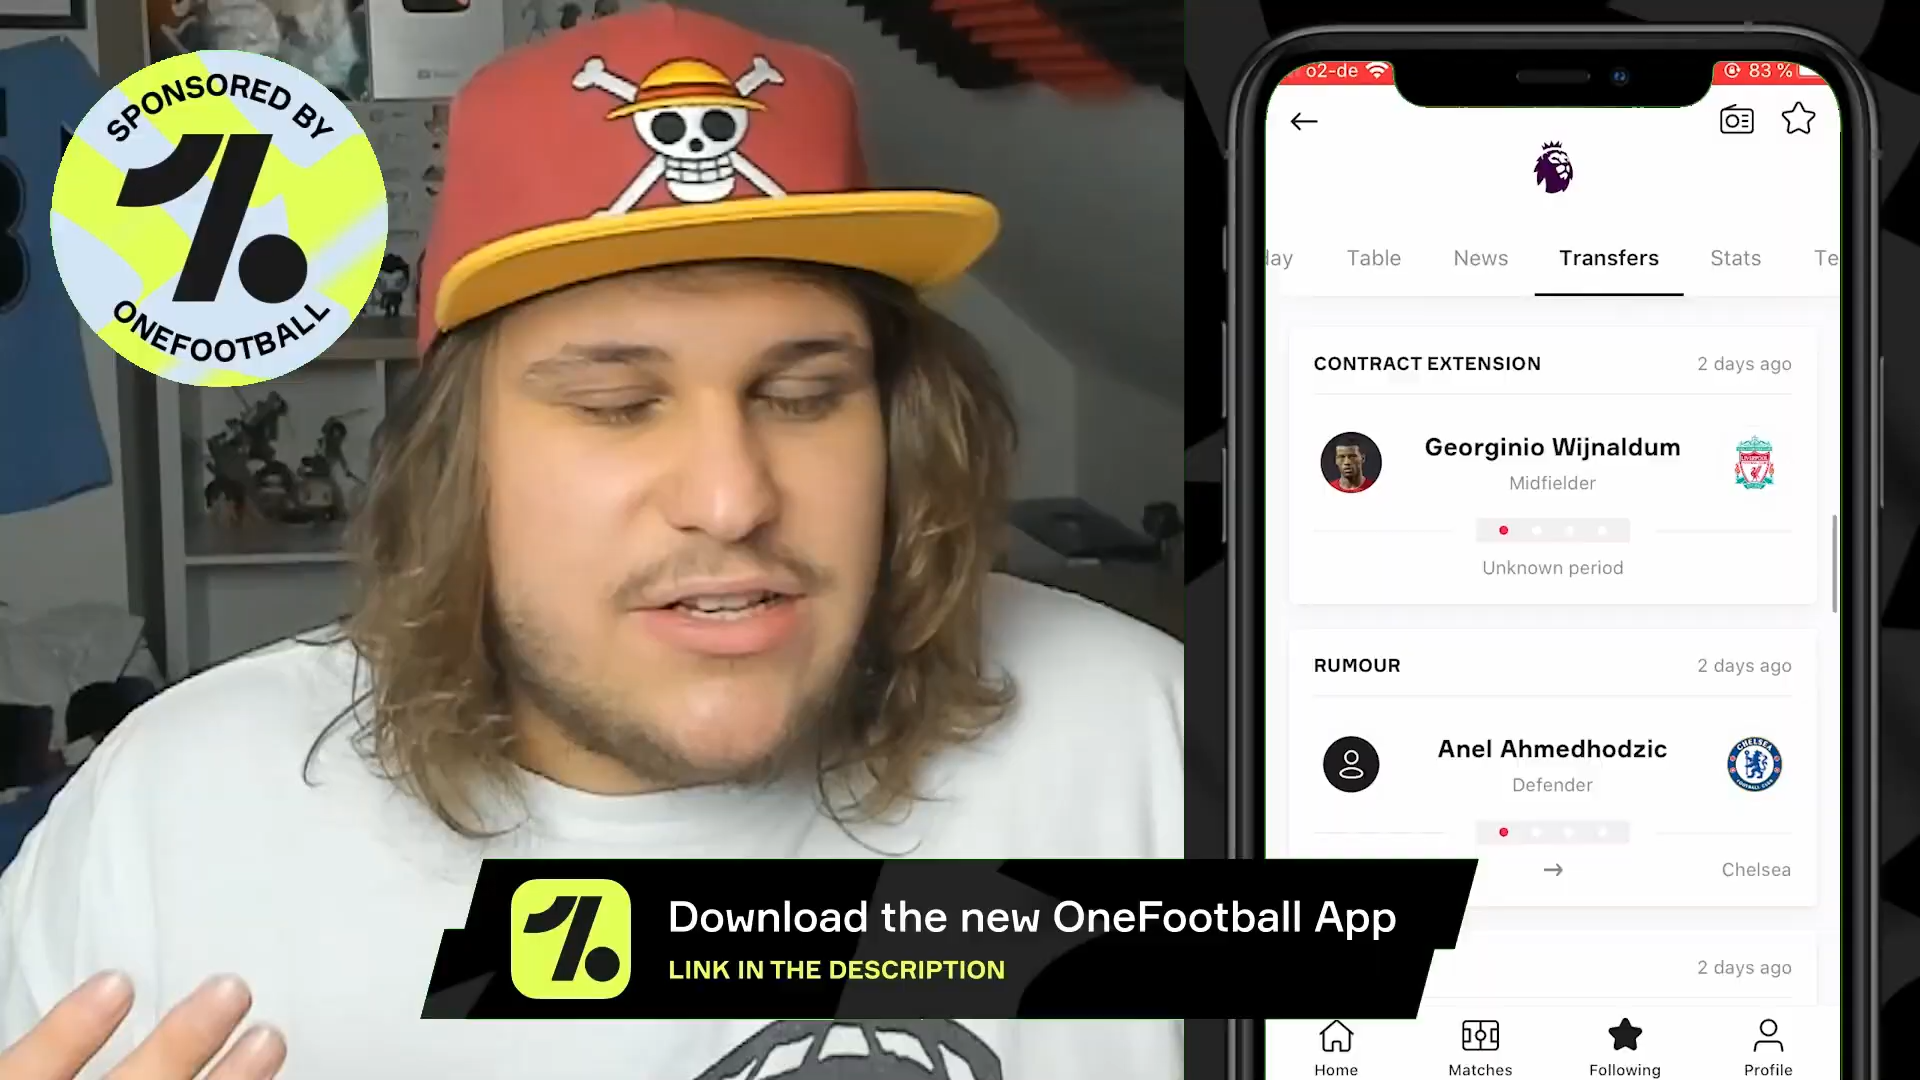 SPONSORED BY
ONEFOOTBALL
o2-de
83 %
day
Table
News
Transfers
Stats
Te
CONTRACT EXTENSION
2 days ago
Georginio Wijnaldum
Midfielder
Unknown period
RUMOUR
2 days ago
Anel Ahmedhodzic
Defender
→
Chelsea
2 days ago
Download the new OneFootball App
LINK IN THE DESCRIPTION
Home
Matches
Following
Profile